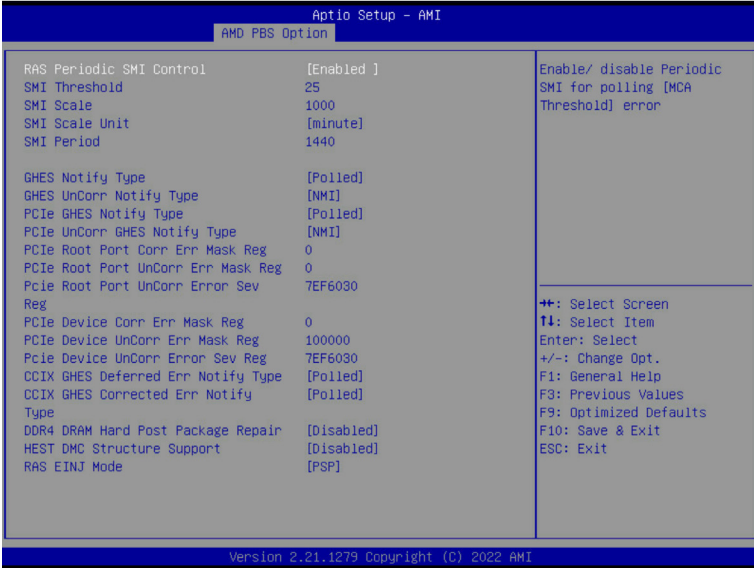 Aptio Setup - AMI
AMD PBS Option
RAS Periodic SMI Control [Enabled ]
SMI Threshold 25
SMI Scale 1000
SMI Scale Unit [minute]
SMI Period 1440
GHES Notify Type [Polled]
GHES UnCorr Notify Type [NMI]
PCIe GHES Notify Type [Polled]
PCIe UnCorr GHES Notify Type [NMI]
PCIe Root Port Corr Err Mask Reg 0
PCIe Root Port UnCorr Err Mask Reg 0
Pcie Root Port UnCorr Error Sev 7EF6030
Reg
PCIe Device Corr Err Mask Reg 0
PCIe Device UnCorr Err Mask Reg 100000
Pcie Device UnCorr Error Sev Reg 7EF6030
CCIX GHES Deferred Err Notify Type [Polled]
CCIX GHES Corrected Err Notify [Polled]
Type
DDR4 DRAM Hard Post Package Repair [Disabled]
HEST DMC Structure Support [Disabled]
RAS EINJ Mode [PSP]
Enable/ disable Periodic
SMI for polling [MCA
Threshold] error
→←: Select Screen
↑↓: Select Item
Enter: Select
+/-: Change Opt.
F1: General Help
F3: Previous Values
F9: Optimized Defaults
F10: Save & Exit
ESC: Exit
Version 2.21.1279 Copyright (C) 2022 AMI